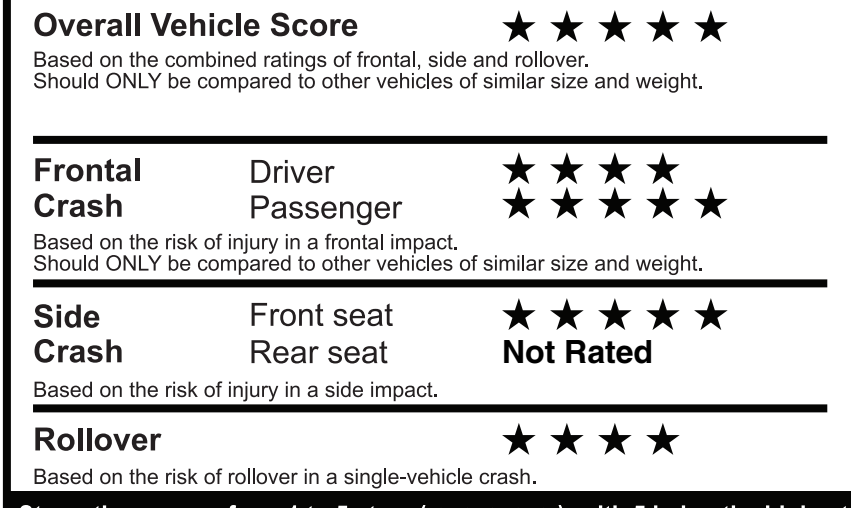 Overall Vehicle Score ★ ★ ★ ★ ★
Based on the combined ratings of frontal, side and rollover.
Should ONLY be compared to other vehicles of similar size and weight.
Frontal Driver ★ ★ ★ ★
Crash Passenger ★ ★ ★ ★ ★
Based on the risk of injury in a frontal impact.
Should ONLY be compared to other vehicles of similar size and weight.
Side Front seat ★ ★ ★ ★ ★
Crash Rear seat Not Rated
Based on the risk of injury in a side impact.
Rollover ★ ★ ★ ★
Based on the risk of rollover in a single-vehicle crash.